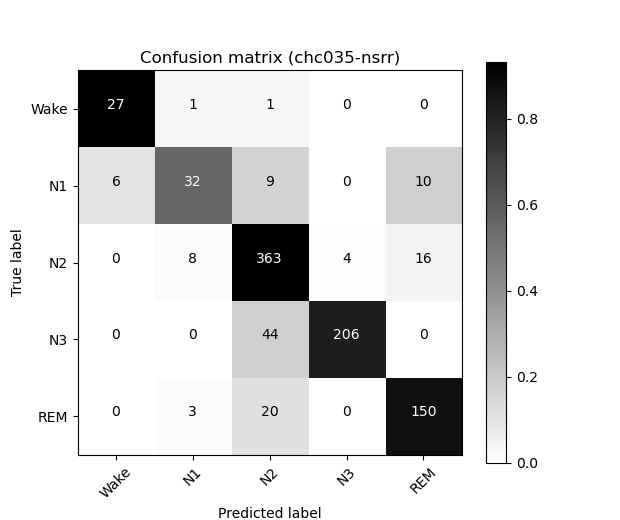 Confusion matrix (chc035-nsrr)
Wake 27 1 1 0 0
N1 6 32 9 0 10
N2 0 8 363 4 16
N3 0 0 44 206 0
REM 0 3 20 0 150
Wake N1 N2 N3 REM
Predicted label
True label
0.8
0.6
0.4
0.2
0.0